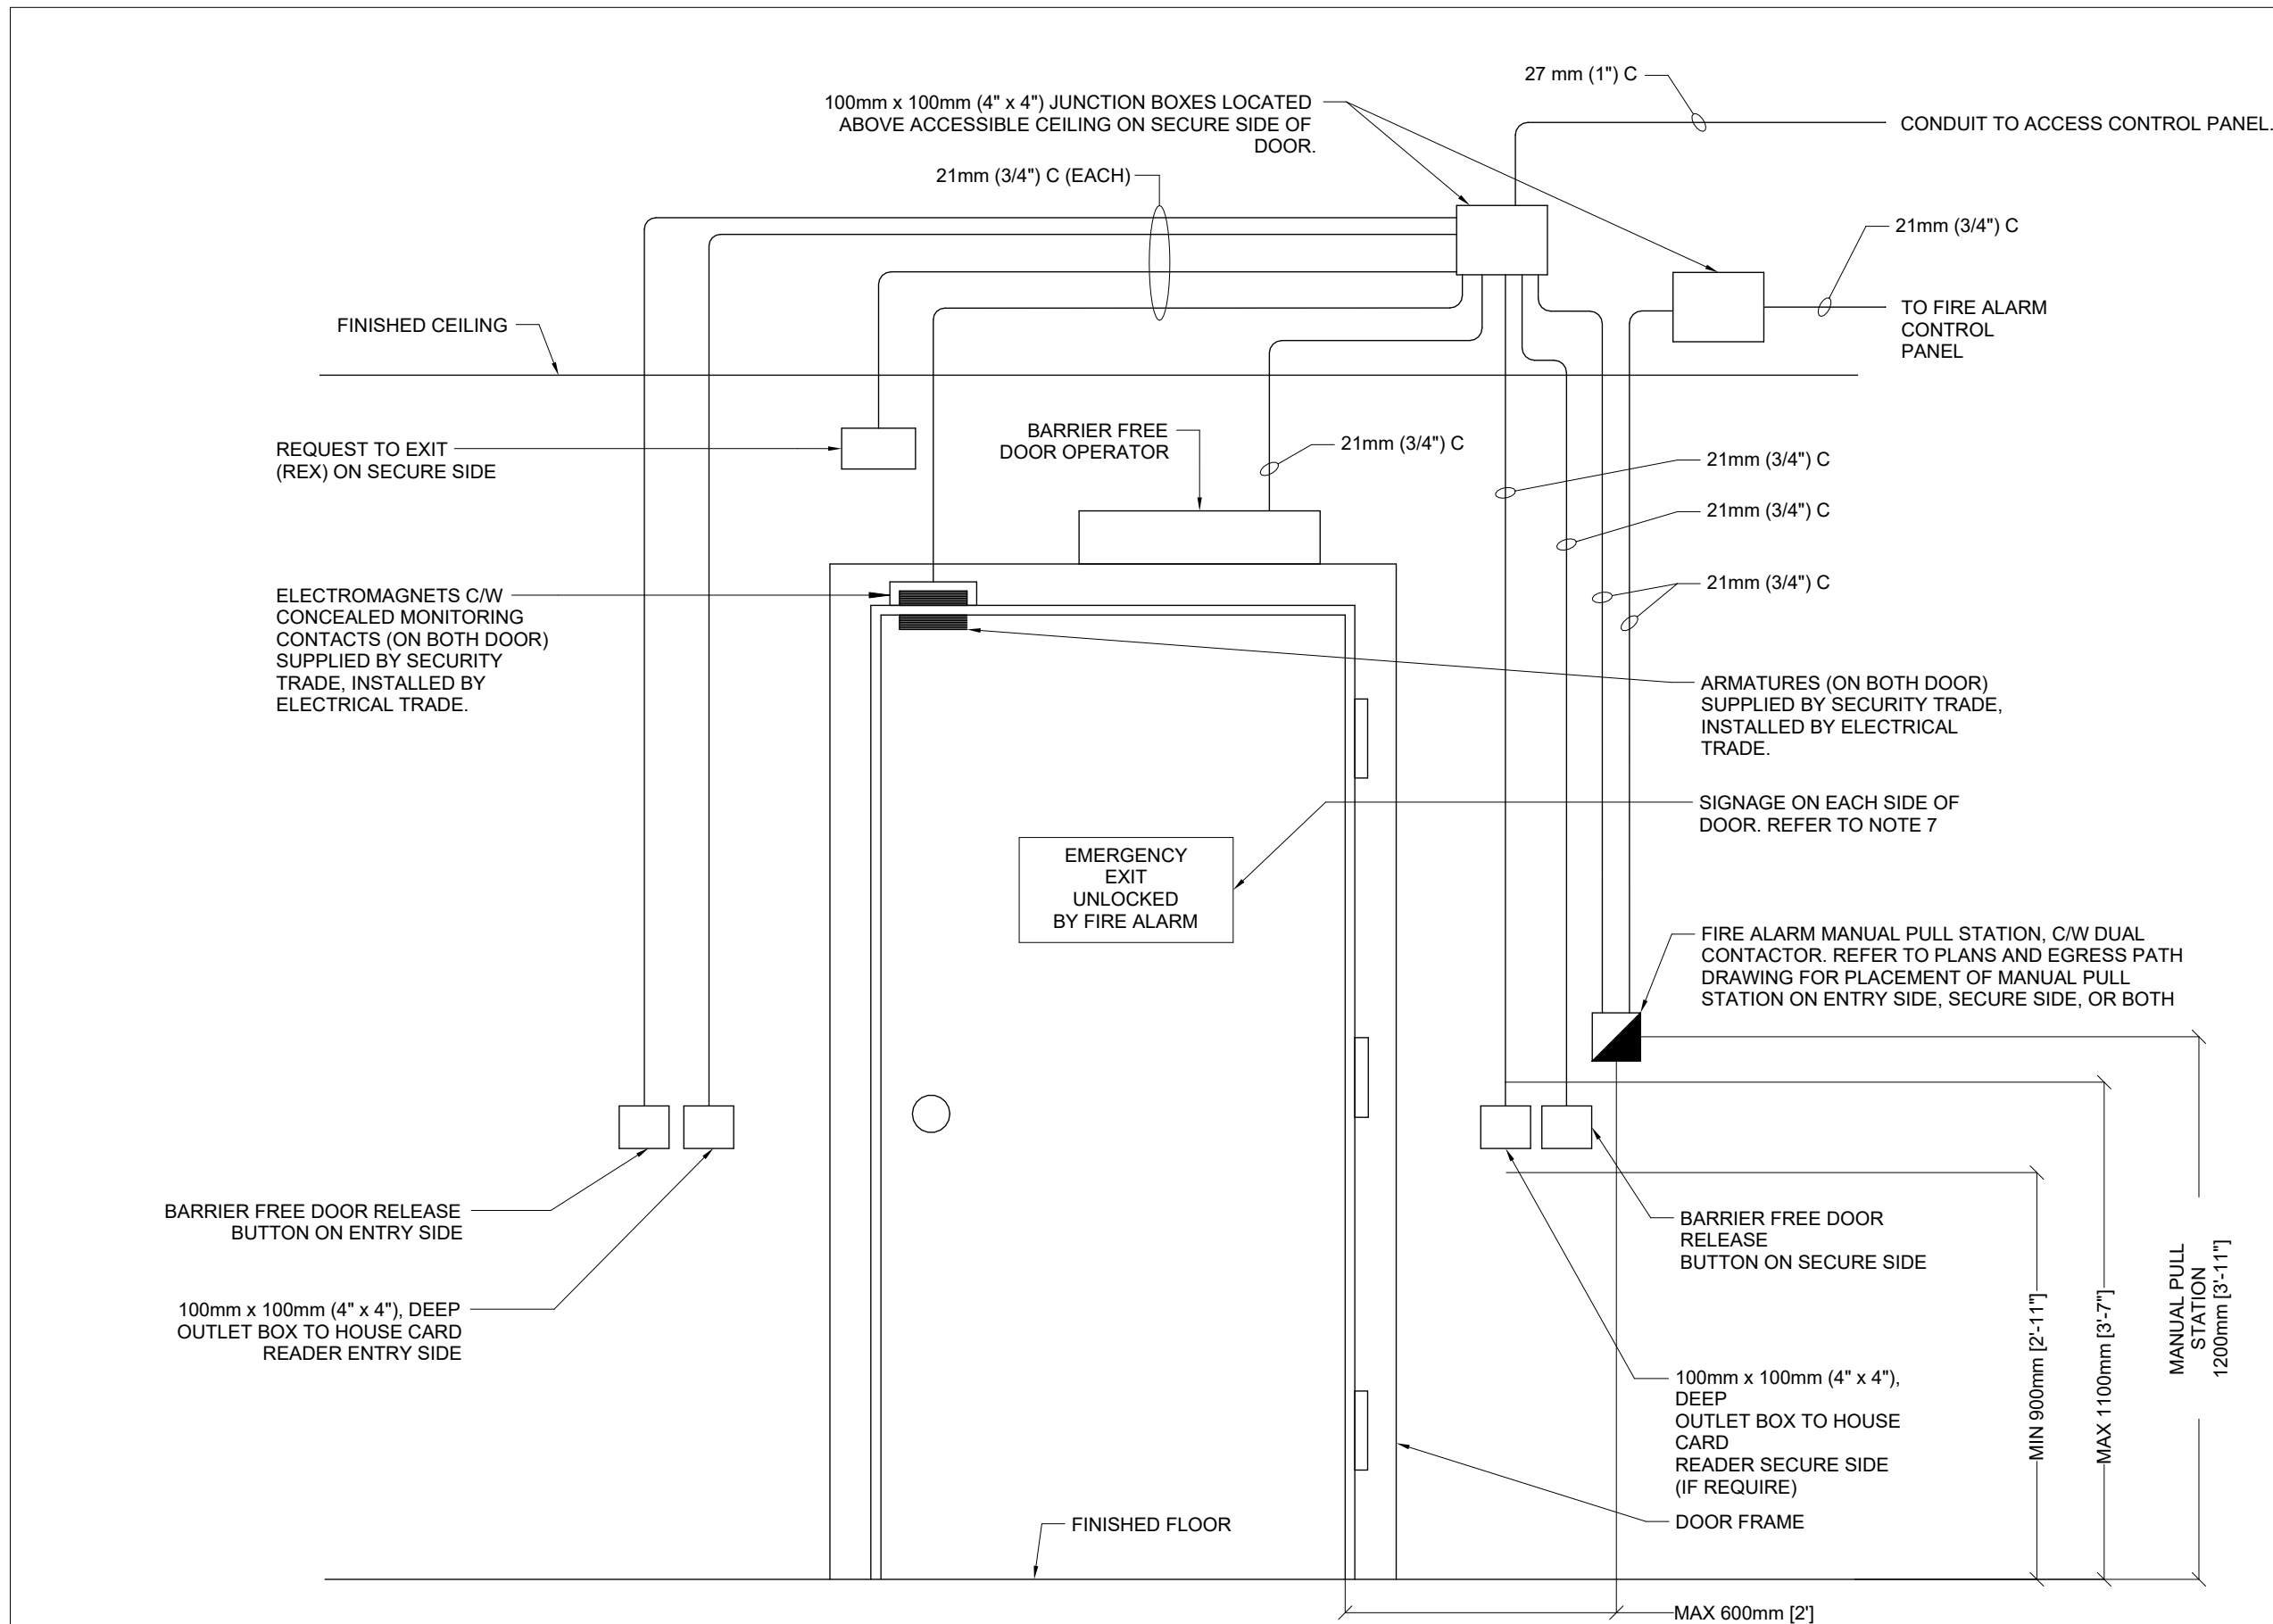 27 mm (1") C
100mm x 100mm (4" x 4") JUNCTION BOXES LOCATED
ABOVE ACCESSIBLE CEILING ON SECURE SIDE OF
DOOR.
CONDUIT TO ACCESS CONTROL PANEL.
21mm (3/4") C (EACH)
21mm (3/4") C
TO FIRE ALARM
CONTROL
PANEL
FINISHED CEILING
REQUEST TO EXIT
(REX) ON SECURE SIDE
BARRIER FREE
DOOR OPERATOR
21mm (3/4") C
21mm (3/4") C
21mm (3/4") C
21mm (3/4") C
ELECTROMAGNETS C/W
CONCEALED MONITORING
CONTACTS (ON BOTH DOOR)
SUPPLIED BY SECURITY
TRADE, INSTALLED BY
ELECTRICAL TRADE.
ARMATURES (ON BOTH DOOR)
SUPPLIED BY SECURITY TRADE,
INSTALLED BY ELECTRICAL
TRADE.
SIGNAGE ON EACH SIDE OF
DOOR. REFER TO NOTE 7
EMERGENCY
EXIT
UNLOCKED
BY FIRE ALARM
FIRE ALARM MANUAL PULL STATION, C/W DUAL
CONTACTOR. REFER TO PLANS AND EGRESS PATH
DRAWING FOR PLACEMENT OF MANUAL PULL
STATION ON ENTRY SIDE, SECURE SIDE, OR BOTH
BARRIER FREE DOOR RELEASE
BUTTON ON ENTRY SIDE
100mm x 100mm (4" x 4"), DEEP
OUTLET BOX TO HOUSE CARD
READER ENTRY SIDE
BARRIER FREE DOOR
RELEASE
BUTTON ON SECURE SIDE
100mm x 100mm (4" x 4"),
DEEP
OUTLET BOX TO HOUSE
CARD
READER SECURE SIDE
(IF REQUIRE)
DOOR FRAME
MIN 900mm [2'-11"]
MAX 1100mm [3'-7"]
MANUAL PULL
STATION
1200mm [3'-11"]
FINISHED FLOOR
MAX 600mm [2']